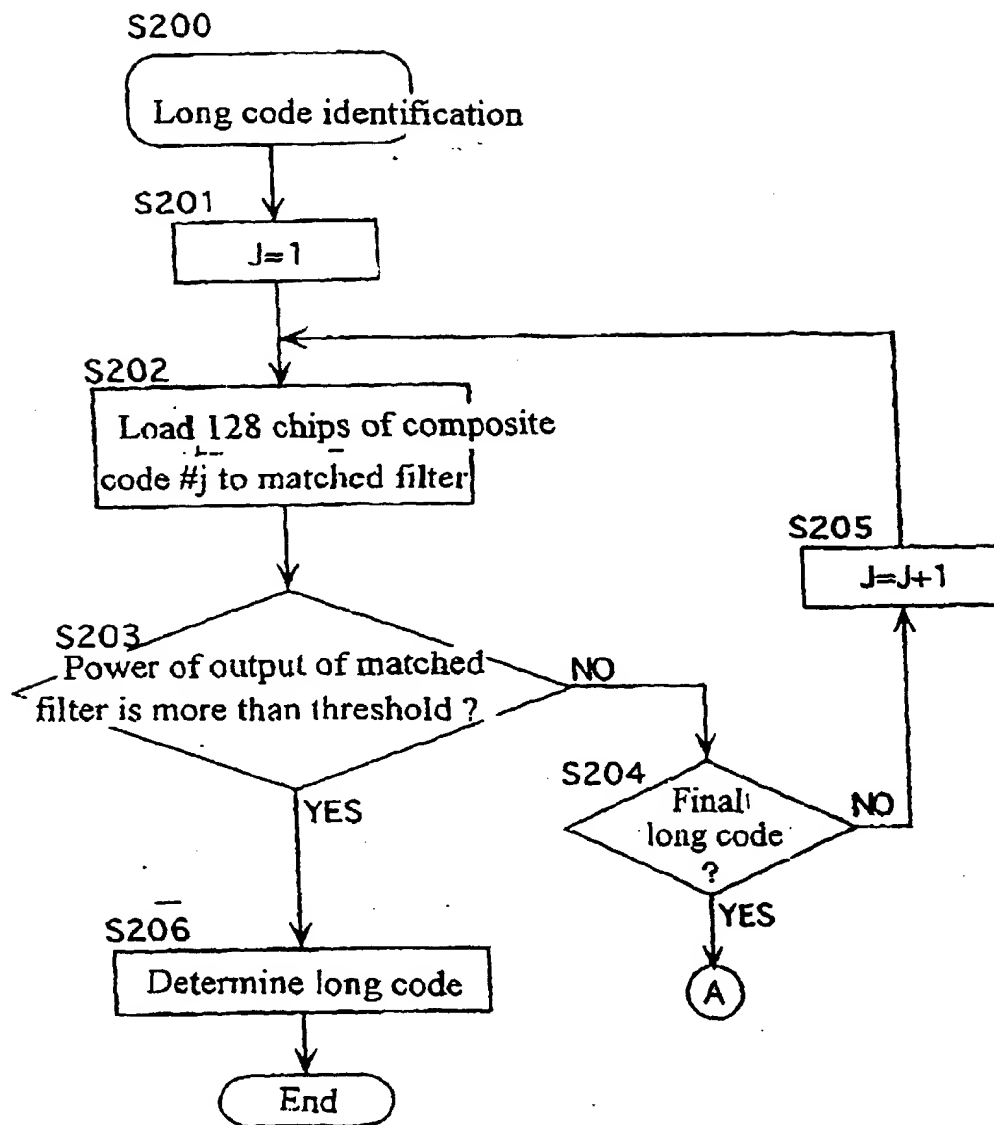 S200
Long code identification
S201
J=1
S202
Load 128 chips of composite
code #j to matched filter
S203
Power of output of matched
filter is more than threshold ?
NO
YES
S204
Final
long code
?
NO
YES
S205
J=J+1
A
S206
Determine long code
End